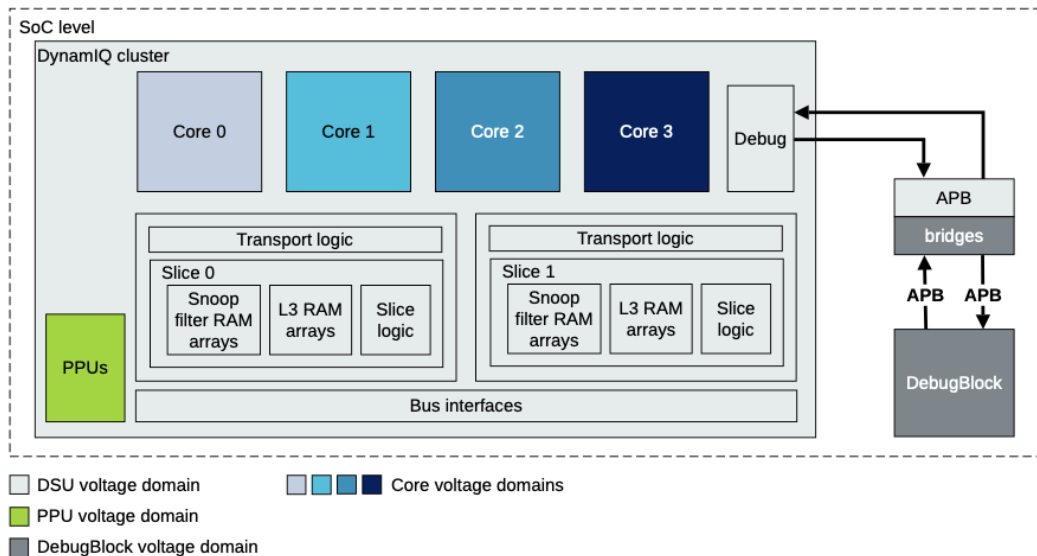 SoC level
DynamIQ cluster
Core 0
Core 1
Core 2
Core 3
Debug
APB
bridges
APB
APB
DebugBlock
Transport logic
Slice 0
Snoop
filter RAM
arrays
L3 RAM
arrays
Slice
logic
Transport logic
Slice 1
Snoop
filter RAM
arrays
L3 RAM
arrays
Slice
logic
PPUs
Bus interfaces
DSU voltage domain
Core voltage domains
PPU voltage domain
DebugBlock voltage domain